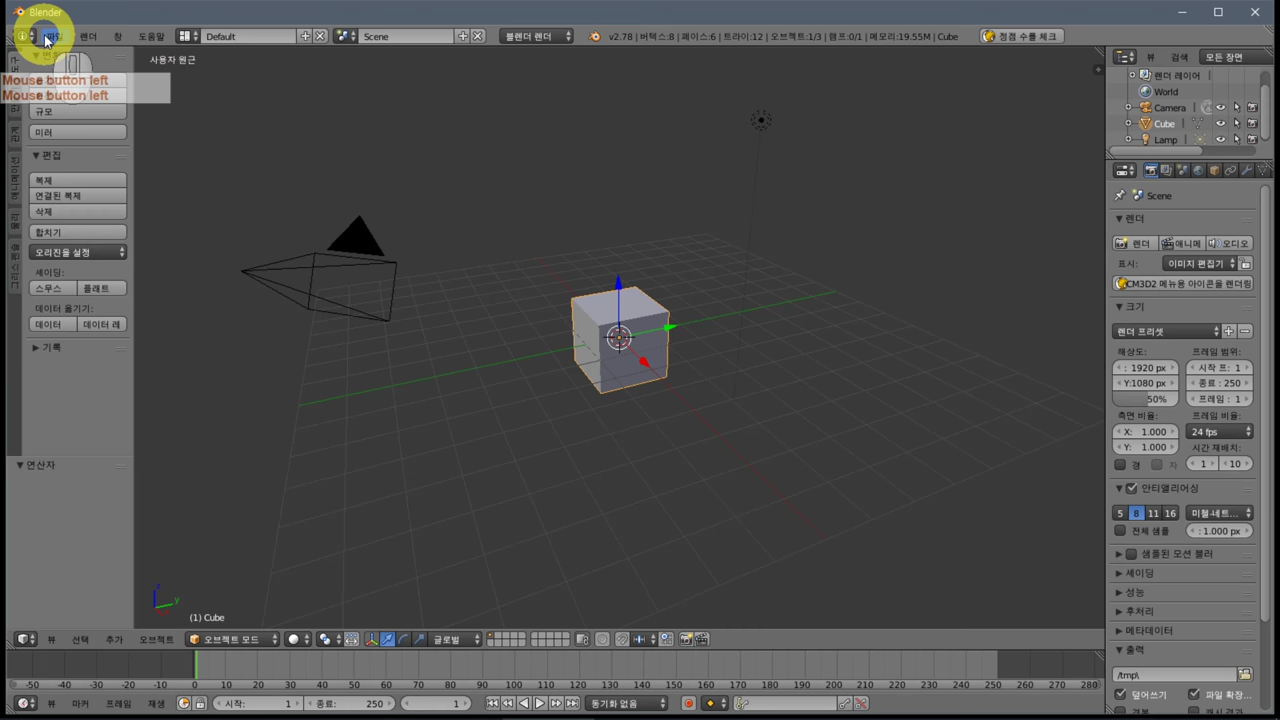 Blender
파일 렌더 창 도움말 Default Scene 블렌더 렌더 v2.78 | 버텍스:8 | 페이스:6 | 트라이:12 | 오브젝트:1/3 | 램프:0/1 | 메모리:19.55M | Cube 정점 수를 체크
사용자 원근
Mouse button left
Mouse button left
규모
미러
편집
복제
연결된 복제
삭제
합치기
오리진을 설정
셰이딩:
스무스 플래트
데이터 옮기기:
데이터 데이터 레
기록
연산자
(1) Cube
뷰 선택 추가 오브젝트 오브젝트 모드 글로벌
-50 -40 -30 -20 -10 0 10 20 30 40 50 60 70 80 90 100 110 120 130 140 150 160 170 180 190 200 210 220 230 240 250 260 270 280
뷰 마커 프레임 재생 시작: 1 종료: 250 1 동기화 없음
뷰 검색 모든 장면
렌더 레이어
World
Camera
Cube
Lamp
Scene
렌더
렌더 애니메 오디오
표시: 이미지 편집기
CM3D2 메뉴용 아이콘을 렌더링
크기
렌더 프리셋
해상도: 프레임 범위:
: 1920 px 시작 프: 1
Y:1080 px 종료 : 250
50% 프레임 : 1
측면 비율: 프레임 비율:
X: 1.000 24 fps
Y: 1.000 시간 재배치:
경 자 1 10
안티앨리어싱
5 8 11 16 미첼-네트...
전체 샘플 : 1.000 px
샘플된 모션 블러
셰이딩
성능
후처리
메타데이터
출력
/tmp\
덮어쓰기 파일 확장...